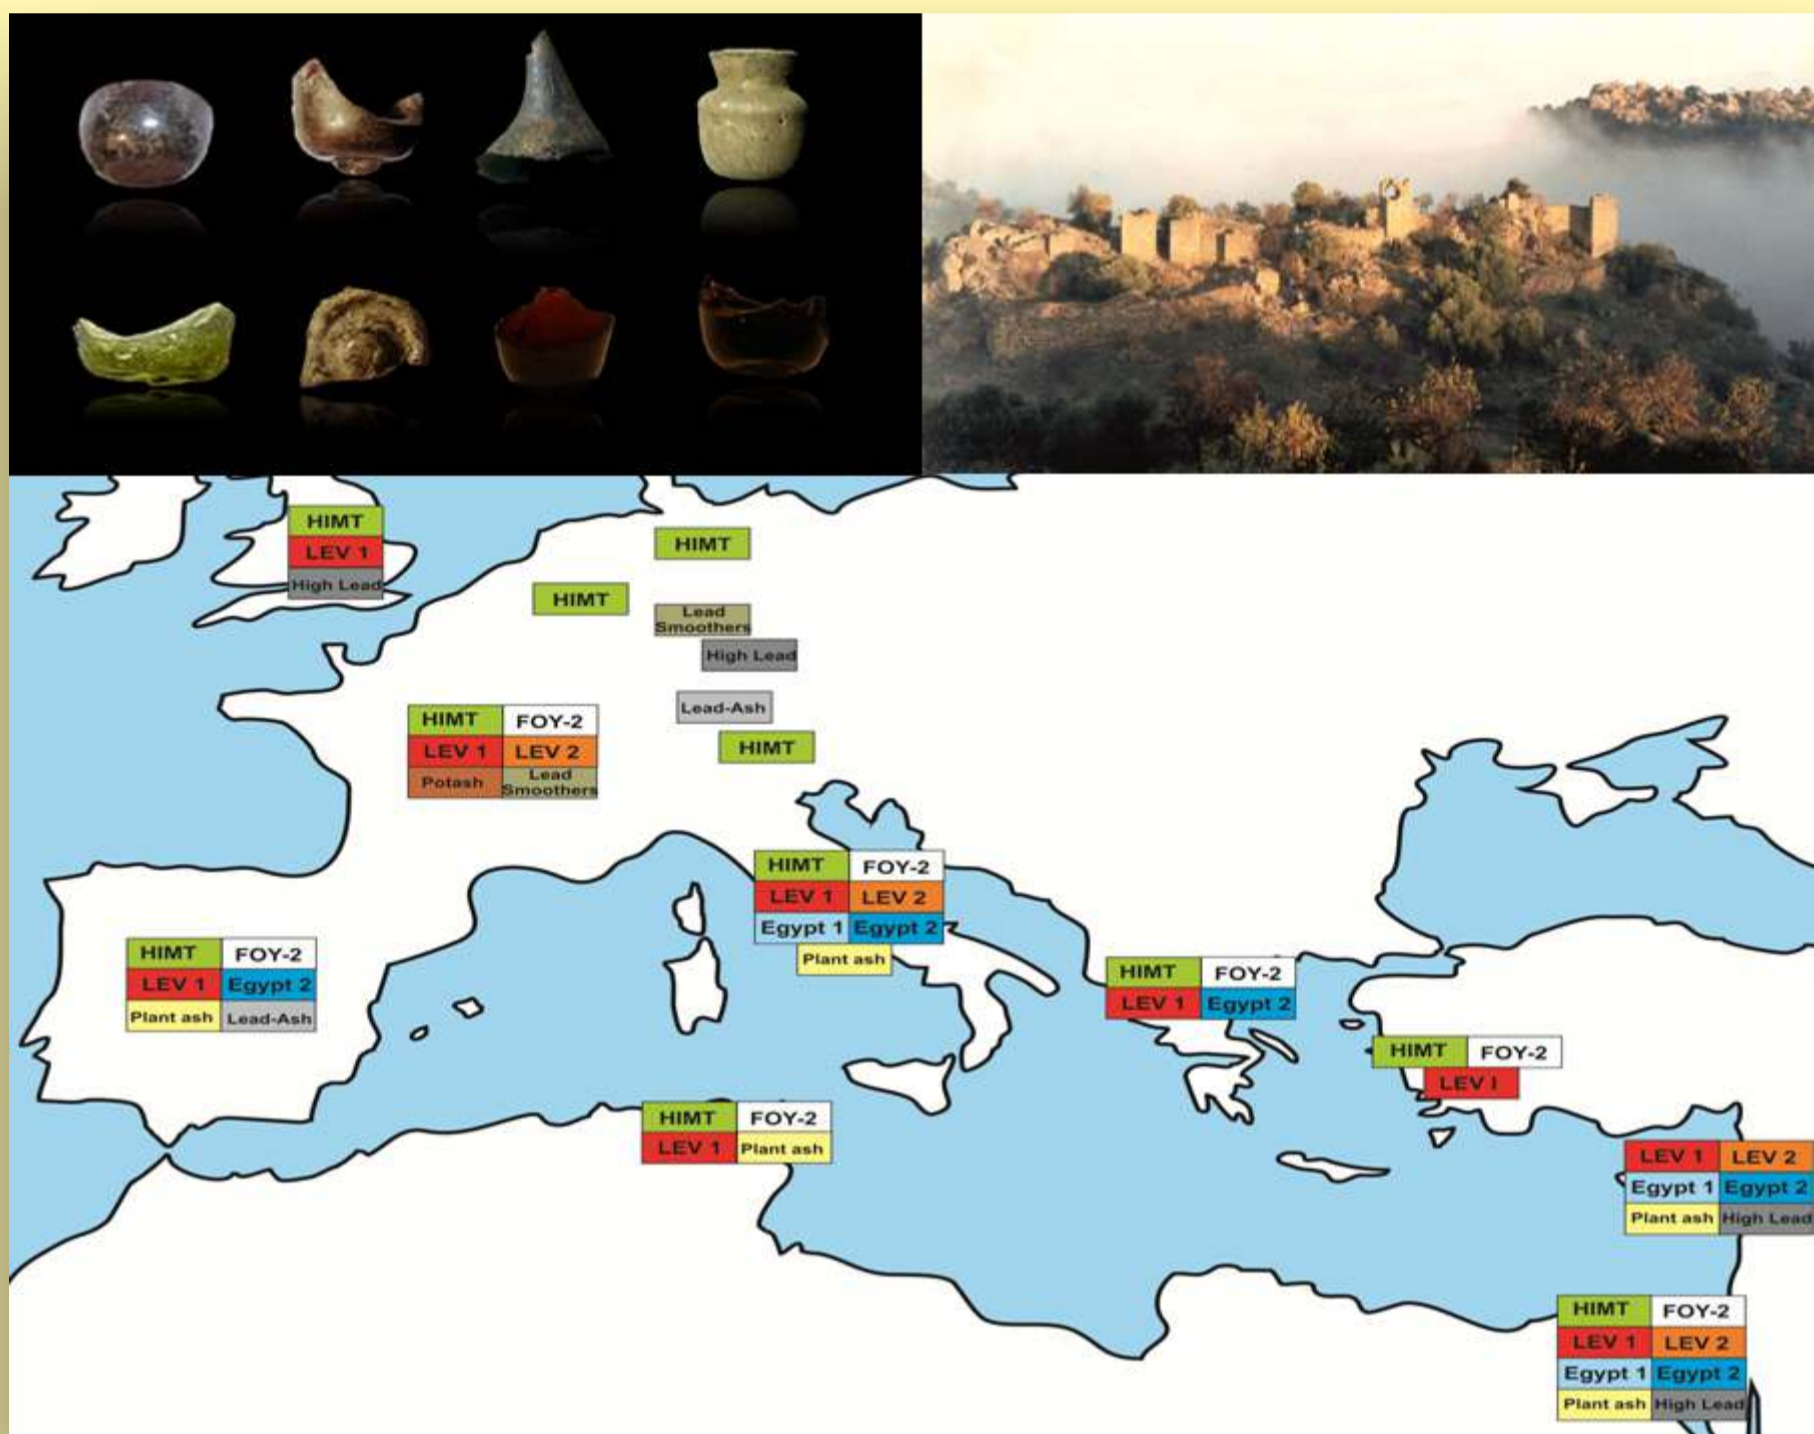 HIMT
LEV 1
High Lead
HIMT
HIMT
Lead
Smoothers
High Lead
Lead-Ash
HIMT
HIMT FOY-2
LEV 1 LEV 2
Potash Lead
Smoothers
HIMT FOY-2
LEV 1 LEV 2
Egypt 1 Egypt 2
Plant ash
HIMT FOY-2
LEV 1 Egypt 2
Plant ash Lead-Ash
HIMT FOY-2
LEV 1 Egypt 2
HIMT FOY-2
LEV I
HIMT FOY-2
LEV 1 Plant ash
LEV 1 LEV 2
Egypt 1 Egypt 2
Plant ash High Lead
HIMT FOY-2
LEV 1 LEV 2
Egypt 1 Egypt 2
Plant ash High Lead